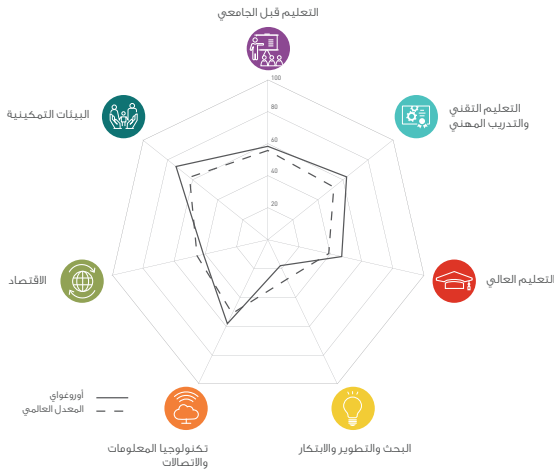 التعليم قبل الجامعي
التعليم التقني
والتدريب المهني
البيئات التمكينية
100
80
60
40
20
التعليم العالي
الاقتصاد
أوروغواي
المعدل العالمي
تكنولوجيا المعلومات
والاتصالات
البحث والتطوير والابتكار